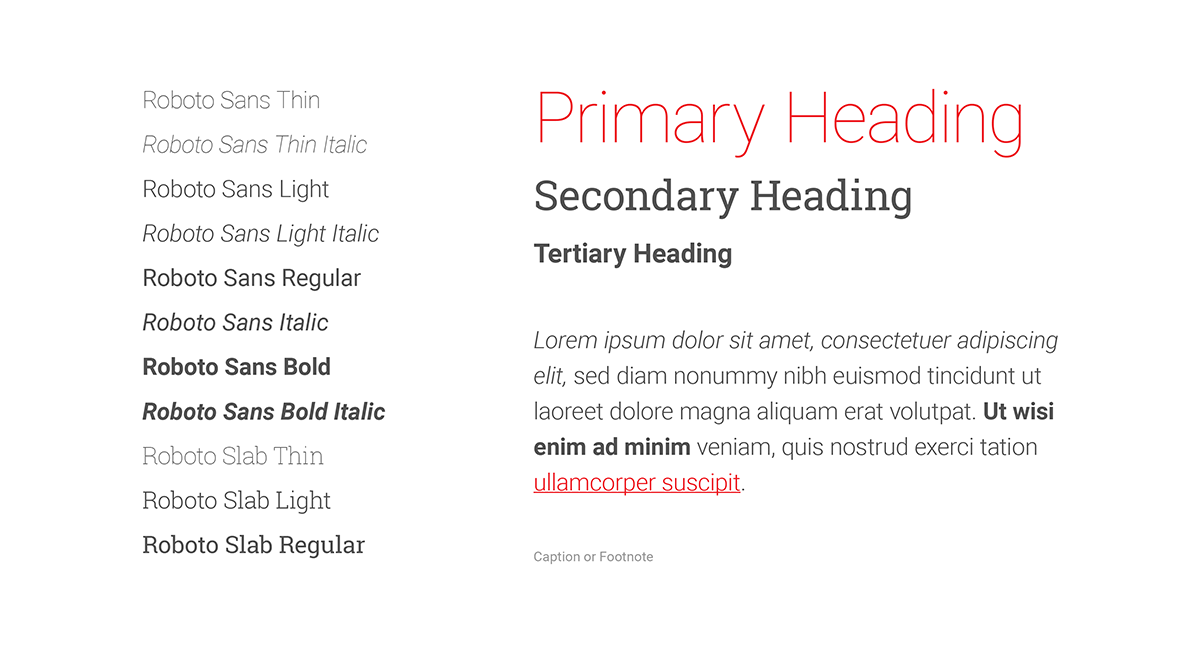 Roboto Sans Thin
Roboto Sans Thin Italic
Roboto Sans Light
Roboto Sans Light Italic
Roboto Sans Regular
Roboto Sans Italic
Roboto Sans Bold
Roboto Sans Bold Italic
Roboto Slab Thin
Roboto Slab Light
Roboto Slab Regular
Primary Heading
Secondary Heading
Tertiary Heading
Lorem ipsum dolor sit amet, consectetuer adipiscing
elit, sed diam nonummy nibh euismod tincidunt ut
laoreet dolore magna aliquam erat volutpat. Ut wisi
enim ad minim veniam, quis nostrud exerci tation
ullamcorper suscipit.
Caption or Footnote